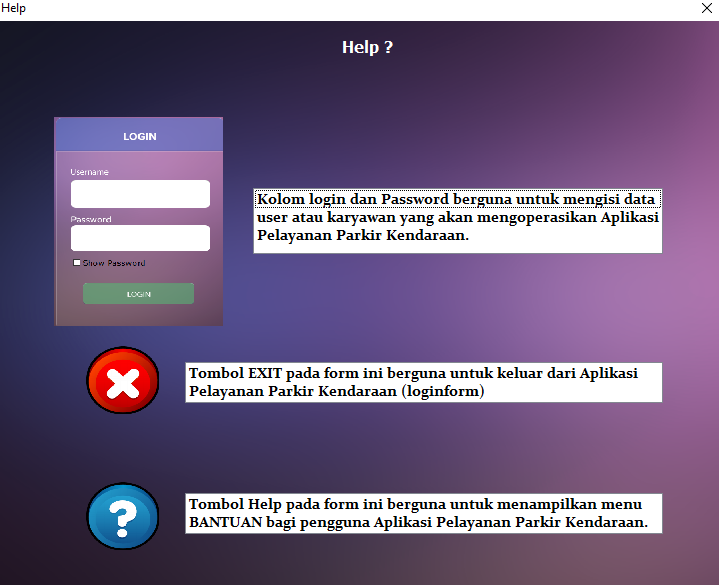 Help
Help ?
LOGIN
Username
Password
Show Password
LOGIN
Kolom login dan Password berguna untuk mengisi data
user atau karyawan yang akan mengoperasikan Aplikasi
Pelayanan Parkir Kendaraan.
Tombol EXIT pada form ini berguna untuk keluar dari Aplikasi
Pelayanan Parkir Kendaraan (loginform)
?
Tombol Help pada form ini berguna untuk menampilkan menu
BANTUAN bagi pengguna Aplikasi Pelayanan Parkir Kendaraan.